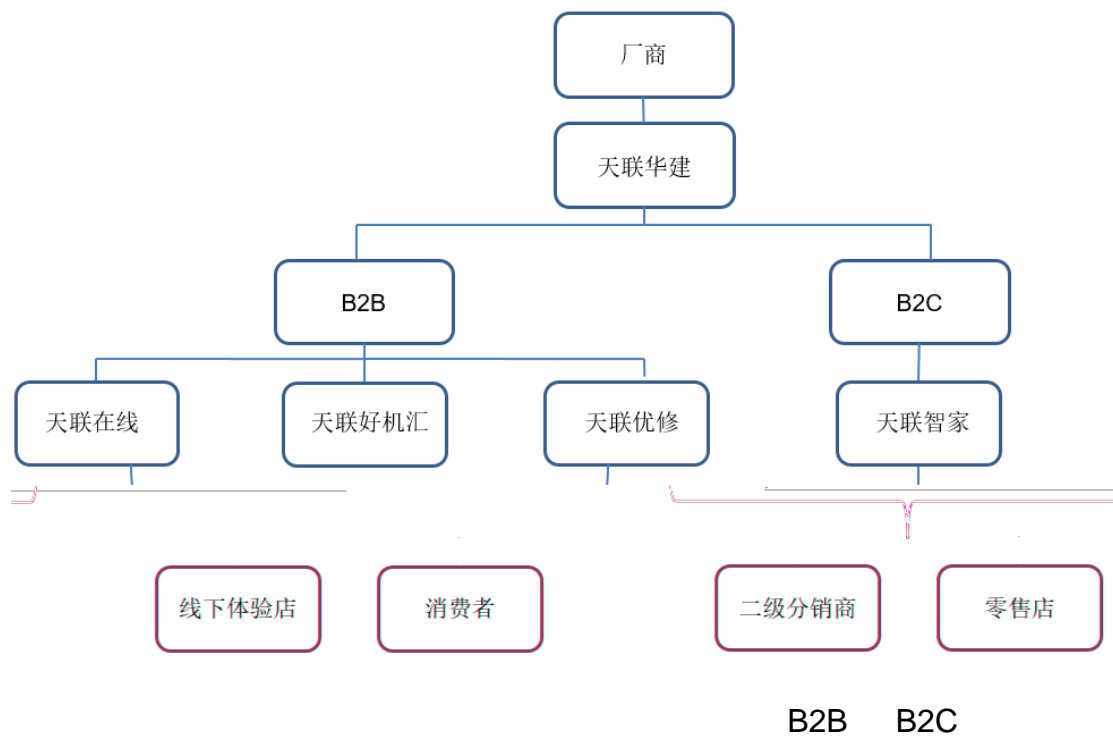 厂商
天联华建
B2B
B2C
天联在线
天联好机汇
天联优修
天联智家
线下体验店
消费者
二级分销商
零售店
B2B B2C